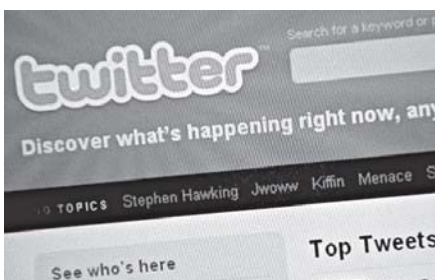 Search for a keyword or
twitter™
Discover what's happening right now, any
TOPICS Stephen Hawking Jwoww Kiffin Menace S
Top Tweets
See who's here